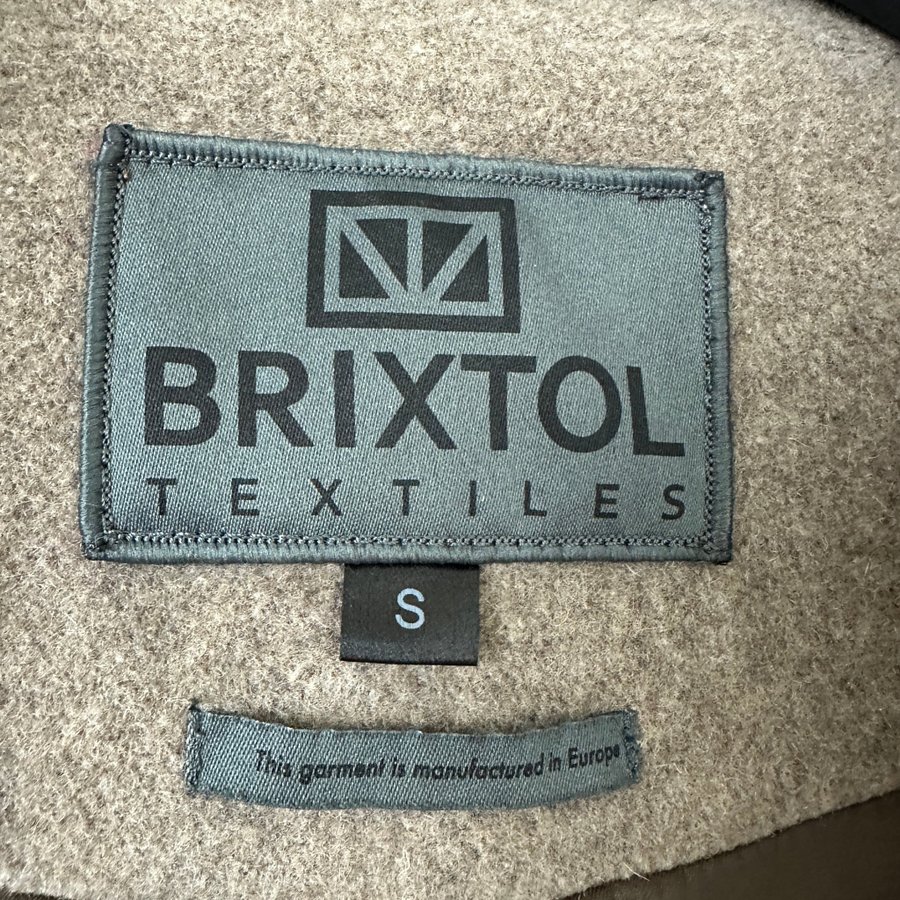 BRIXTOL
TEXTILES
S
This garment is manufactured in Europe